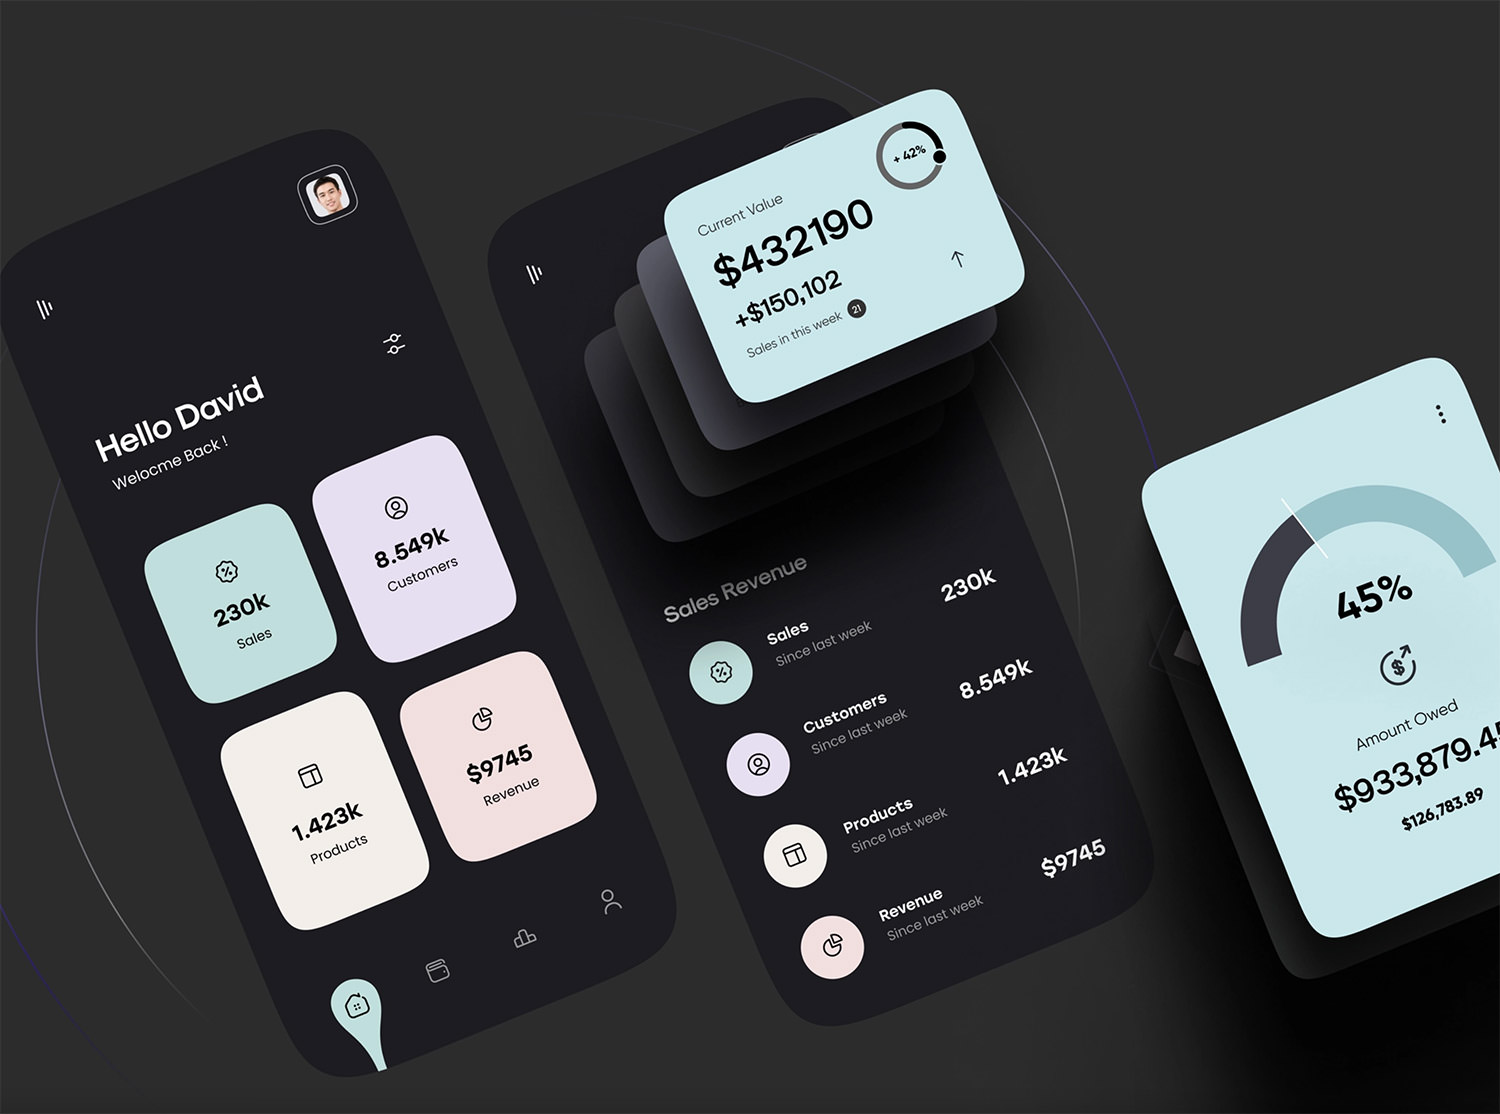 Hello David
Welocme Back !
230k
Sales
8.549k
Customers
1.423k
Products
$9745
Revenue
+ 42%
Current Value
$432190
+$150,102
Sales in this week 21
Sales Revenue
Sales
Since last week
230k
Customers
Since last week
8.549k
Products
Since last week
1.423k
Revenue
Since last week
$9745
45%
$
Amount Owed
$933,879.45
$126,783.89